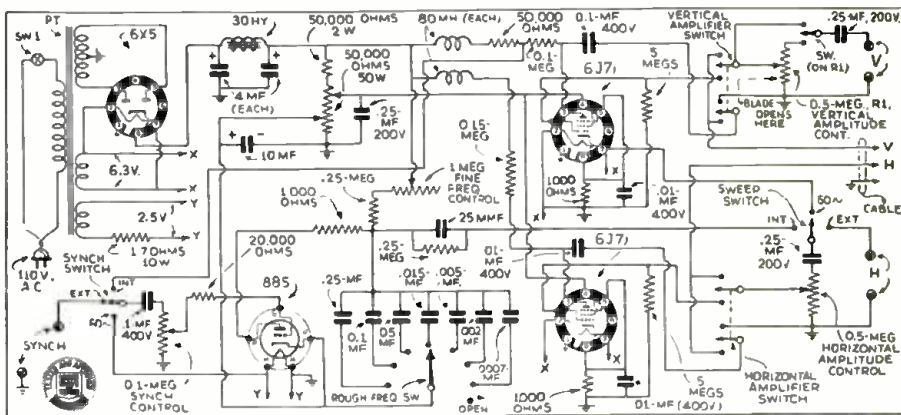 SW1
PT
6X5
6.3V.
X
X
Y
2.5V
Y
1.7 OHMS
10W
110V.
A.C.
SYNCH
SWITCH
INT
EXT
60~
SYNCH
.1MF
400V
0.1-MEG
SYNCH
CONTROL
30 HY
4 MF
(EACH)
+
-
10 MF
50,000 OHMS
2 W
50,000
OHMS
50W
.25-
MF
200V
80 MH (EACH)
50,000
OHMS
0.1-
MEG
0.1-MF
400V
5
MEGS
6J7
0.15-
MEG
1 MEG
FINE
FREQ
CONTROL
.25-MEG
1,000
OHMS
20,000
OHMS
885
Y
Y
25 MMF
.25-
MEG
.25-MF
0.1
MF
.05
MF
.015-
MF
.005-
MF
.002
MF
.0007-
MF
ROUGH FREQ SW.
OPEN
1,000
OHMS
X
X
.01-
MF
400V
.01-
MF
400V
6J7
X
X
1,000
OHMS
.01-MF (400V)
5
MEGS
VERTICAL
AMPLIFIER
SWITCH
.25-MF, 200V
SW.
(ON R1)
V
BLADE
OPENS
HERE
0.5-MEG., R1,
VERTICAL
AMPLITUDE
CONT.
V
H
CABLE
SWEEP
SWITCH
60~
INT
EXT
.25-
MF
200V
H
0.5-MEG
HORIZONTAL
AMPLITUDE
CONTROL
HORIZONTAL
AMPLIFIER
SWITCH